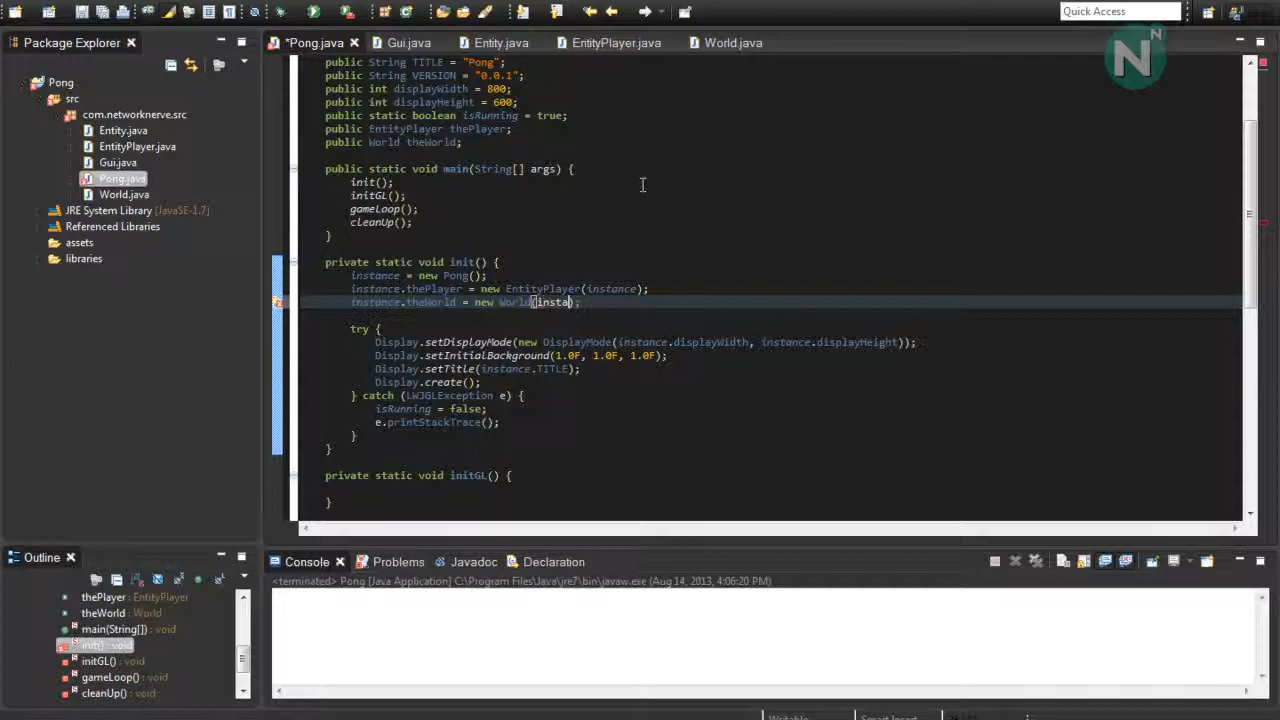 Quick Access
Package Explorer
*Pong.java Gui.java Entity.java EntityPlayer.java World.java
N N
Pong
src
com.networknerve.src
Entity.java
EntityPlayer.java
Gui.java
Pong.java
World.java
JRE System Library [JavaSE-1.7]
Referenced Libraries
assets
libraries
public String TITLE = "Pong";
public String VERSION = "0.0.1";
public int displayWidth = 800;
public int displayHeight = 600;
public static boolean isRunning = true;
public EntityPlayer thePlayer;
public World theWorld;
public static void main(String[] args) {
init();
initGL();
gameLoop();
cleanUp();
}
private static void init() {
instance = new Pong();
instance.thePlayer = new EntityPlayer(instance);
instance.theWorld = new World(insta);
try {
Display.setDisplayMode(new DisplayMode(instance.displayWidth, instance.displayHeight));
Display.setInitialBackground(1.0F, 1.0F, 1.0F);
Display.setTitle(instance.TITLE);
Display.create();
} catch (LWJGLException e) {
isRunning = false;
e.printStackTrace();
}
}
private static void initGL() {
}
Outline
thePlayer : EntityPlayer
theWorld : World
main(String[]) : void
init() : void
initGL() : void
gameLoop() : void
cleanUp() : void
Console Problems Javadoc Declaration
<terminated> Pong [Java Application] C:\Program Files\Java\jre7\bin\javaw.exe (Aug 14, 2013, 4:06:20 PM)
Writable Smart Insert